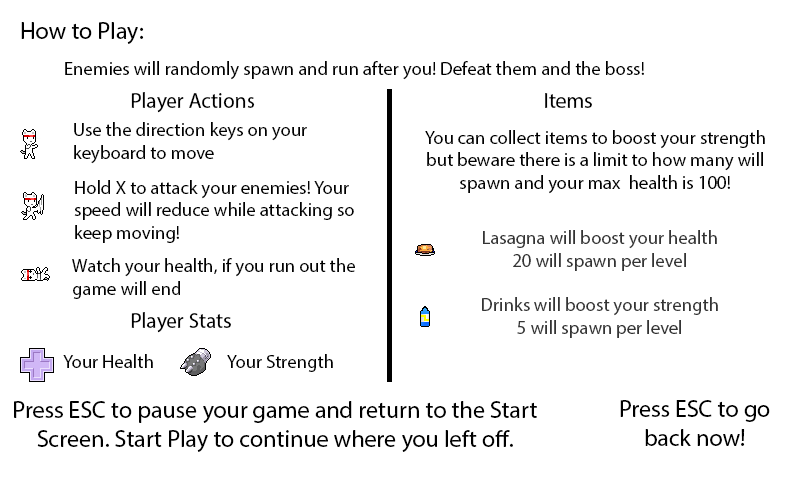 How to Play:
Enemies will randomly spawn and run after you! Defeat them and the boss!
Player Actions
Use the direction keys on your
keyboard to move
Hold X to attack your enemies! Your
speed will reduce while attacking so
keep moving!
Watch your health, if you run out the
game will end
Player Stats
Your Health
Your Strength
Items
You can collect items to boost your strength
but beware there is a limit to how many will
spawn and your max health is 100!
Lasagna will boost your health
20 will spawn per level
Drinks will boost your strength
5 will spawn per level
Press ESC to pause your game and return to the Start
Screen. Start Play to continue where you left off.
Press ESC to go
back now!